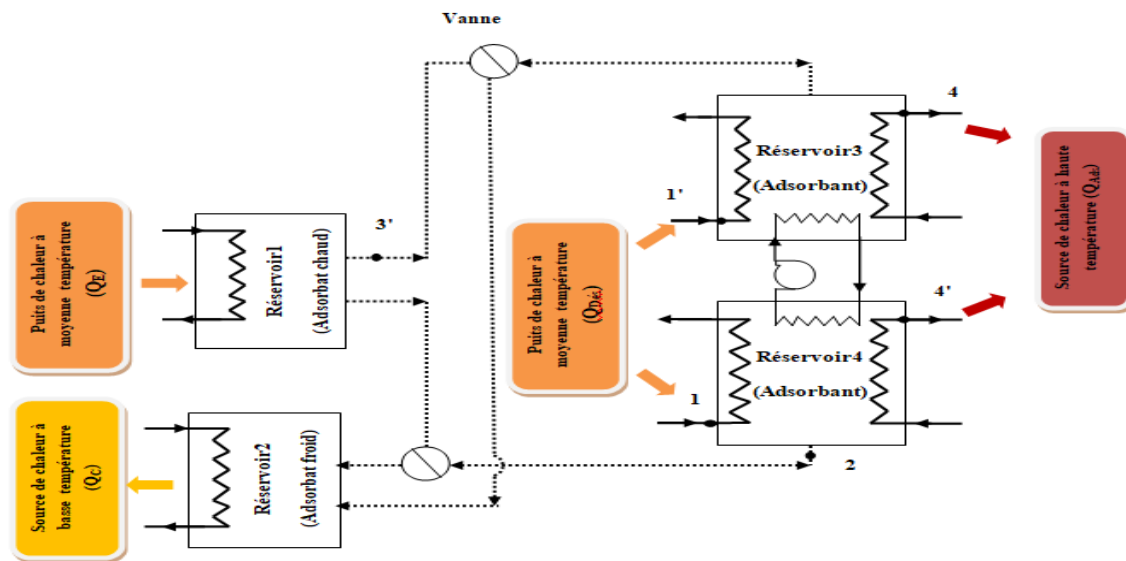 Vanne
4
Réservoir3
(Adsorbant)
1'
Source de chaleur à haute
température (QAds)
3'
Puits de chaleur à
moyenne température
(QE)
Réservoir1
(Adsorbat chaud)
Puits de chaleur à
moyenne température
(QDés)
4'
Réservoir4
(Adsorbant)
1
2
Source de chaleur à
basse température
(QC)
Réservoir2
(Adsorbat froid)